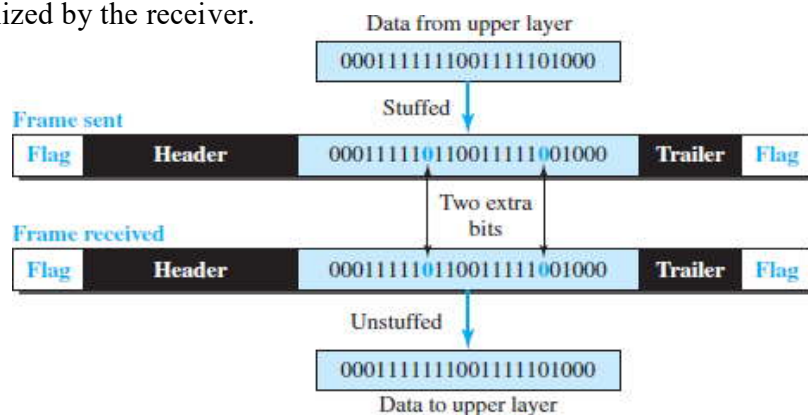 ized by the receiver.
Data from upper layer
0001111111001111101000
Stuffed
Frame sent
Flag Header 000111110110011111001000 Trailer Flag
Two extra
bits
Frame received
Flag Header 000111110110011111001000 Trailer Flag
Unstuffed
0001111111001111101000
Data to upper layer